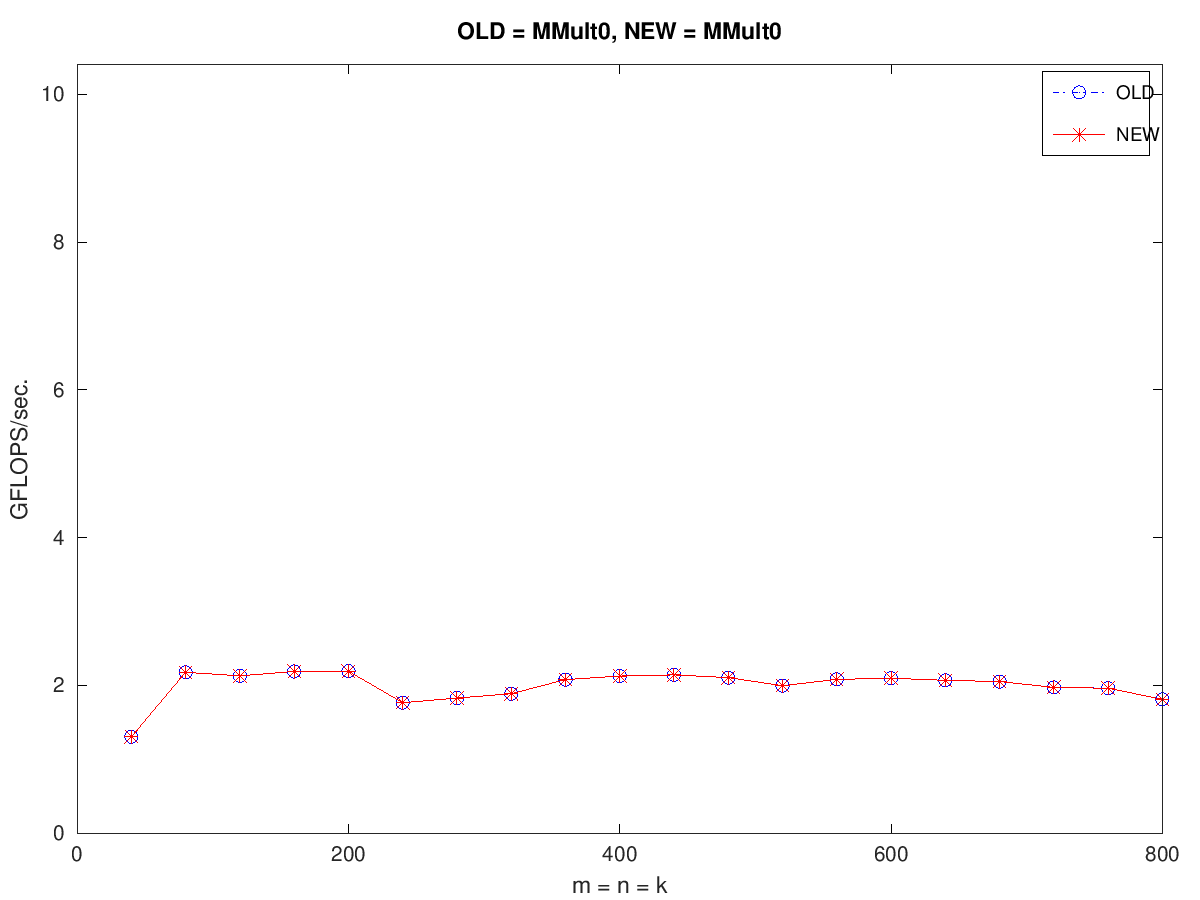 OLD = MMult0, NEW = MMult0
10
8
6
4
2
0
GFLOPS/sec.
OLD
NEW
0 200 400 600 800
m = n = k